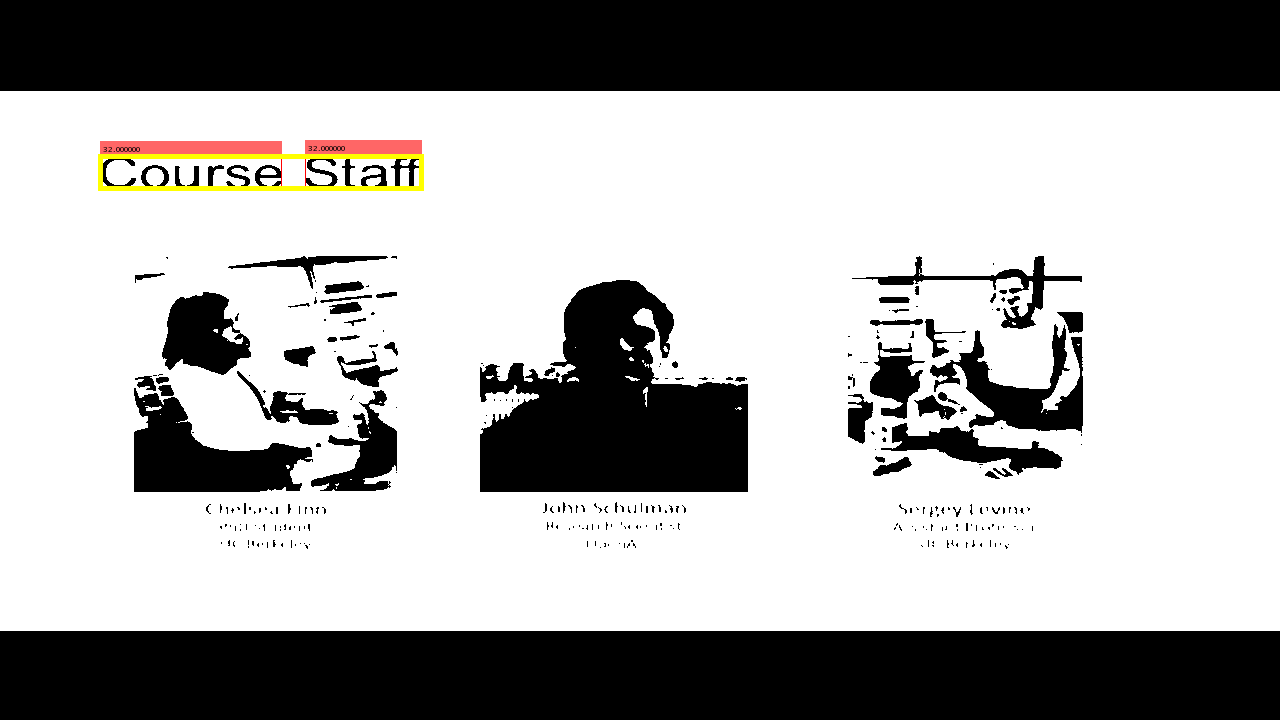 32.000000 32.000000
Course Staff
Chelsea Finn
PhD Student
UC Berkeley
John Schulman
Research Scientist
OpenAI
Sergey Levine
Assistant Professor
UC Berkeley